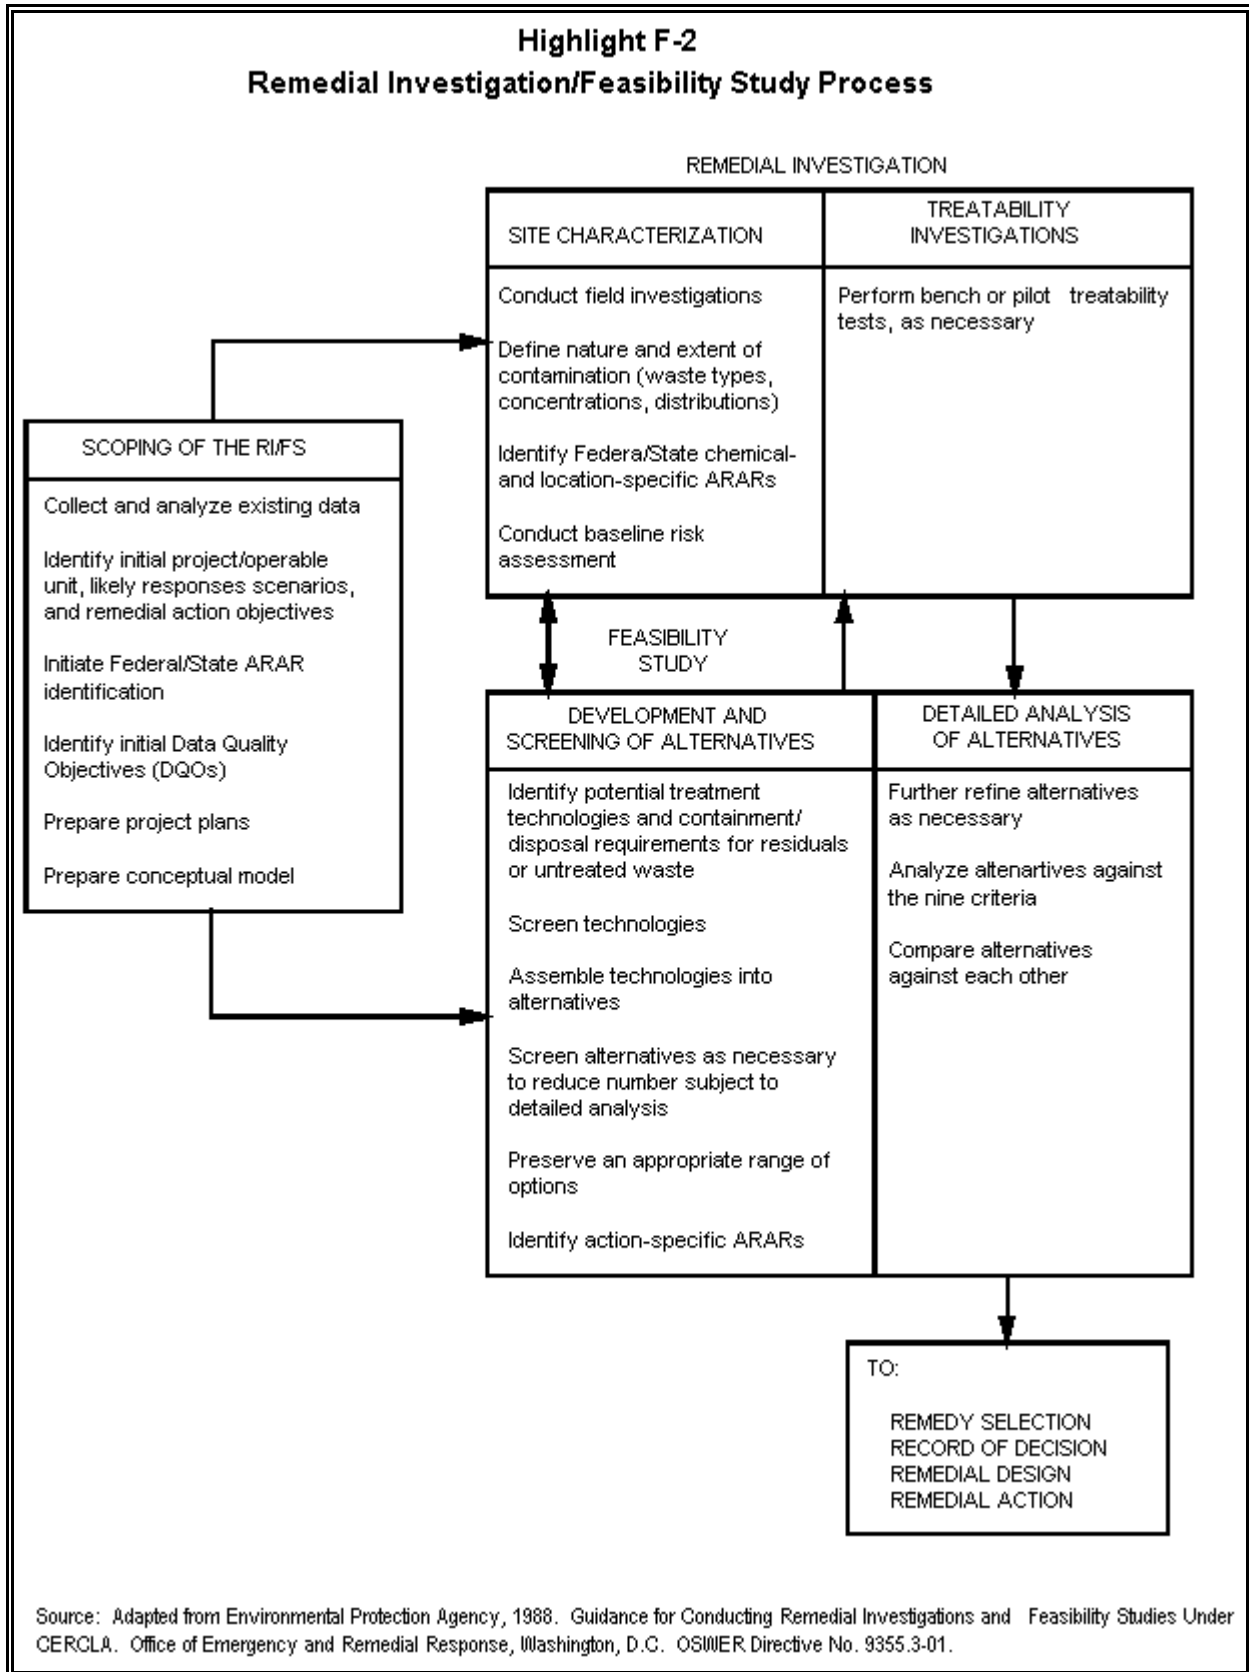 Highlight F-2
Remedial Investigation/Feasibility Study Process
REMEDIAL INVESTIGATION
SITE CHARACTERIZATION
TREATABILITY
INVESTIGATIONS
Conduct field investigations
Define nature and extent of
contamination (waste types,
concentrations, distributions)
Identify Federa/State chemical-
and location-specific ARARs
Conduct baseline risk
assessment
Perform bench or pilot treatability
tests, as necessary
SCOPING OF THE RI/FS
Collect and analyze existing data
Identify initial project/operable
unit, likely responses scenarios,
and remedial action objectives
Initiate Federal/State ARAR
identification
Identify initial Data Quality
Objectives (DQOs)
Prepare project plans
Prepare conceptual model
FEASIBILITY
STUDY
DEVELOPMENT AND
SCREENING OF ALTERNATIVES
Identify potential treatment
technologies and containment/
disposal requirements for residuals
or untreated waste
Screen technologies
Assemble technologies into
alternatives
Screen alternatives as necessary
to reduce number subject to
detailed analysis
Preserve an appropriate range of
options
Identify action-specific ARARs
DETAILED ANALYSIS
OF ALTERNATIVES
Further refine alternatives
as necessary
Analyze altenartives against
the nine criteria
Compare alternatives
against each other
TO:
REMEDY SELECTION
RECORD OF DECISION
REMEDIAL DESIGN
REMEDIAL ACTION
Source: Adapted from Environmental Protection Agency, 1988. Guidance for Conducting Remedial Investigations and Feasibility Studies Under
CERCLA. Office of Emergency and Remedial Response, Washington, D.C. OSWER Directive No. 9355.3-01.